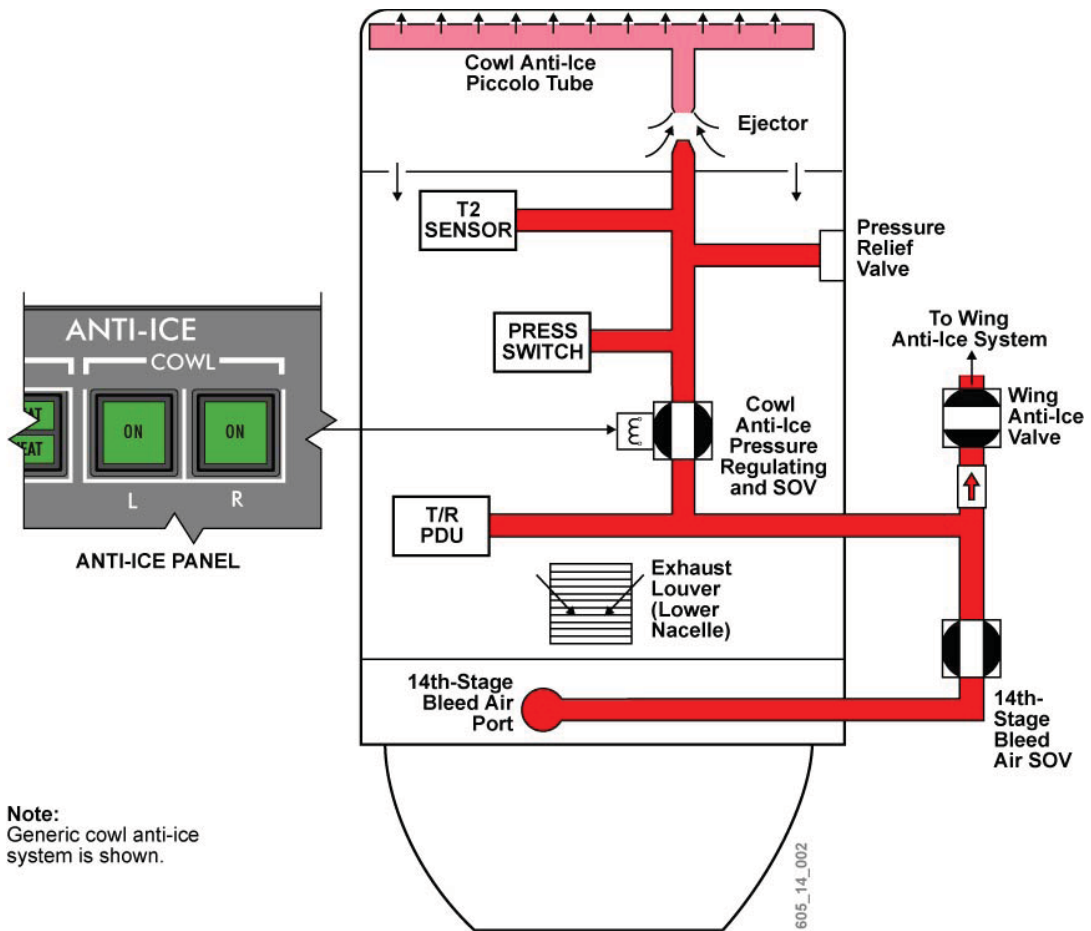 Cowl Anti-Ice
Piccolo Tube
Ejector
T2
SENSOR
Pressure
Relief
Valve
PRESS
SWITCH
To Wing
Anti-Ice System
Wing
Anti-Ice
Valve
Cowl
Anti-Ice
Pressure
Regulating
and SOV
ANTI-ICE
COWL
ON
ON
L
R
ANTI-ICE PANEL
T/R
PDU
Exhaust
Louver
(Lower
Nacelle)
14th-Stage
Bleed Air
Port
14th-
Stage
Bleed
Air SOV
Note:
Generic cowl anti-ice
system is shown.
605_14_002